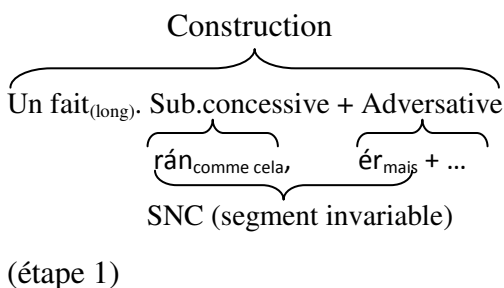 Construction
Un fait(long). Sub.concessive + Adversative
rán comme cela, ér mais + ...
SNC (segment invariable)
(étape 1)